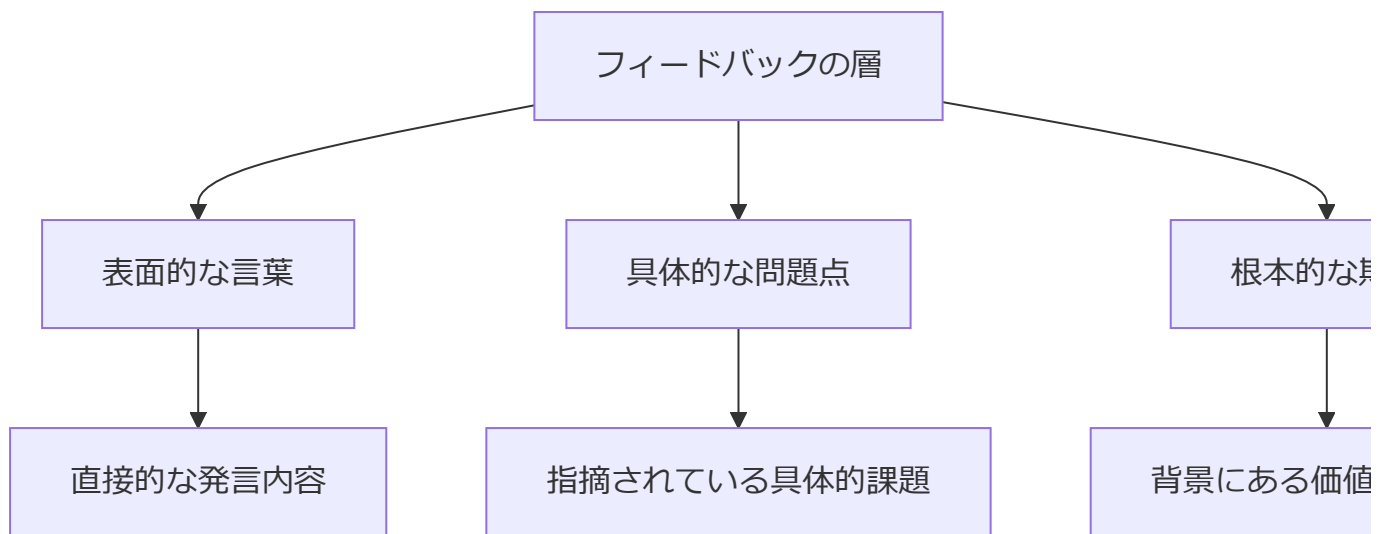 フィードバックの層
表面的な言葉
具体的な問題点
根本的な
直接的な発言内容
指摘されている具体的課題
背景にある価値